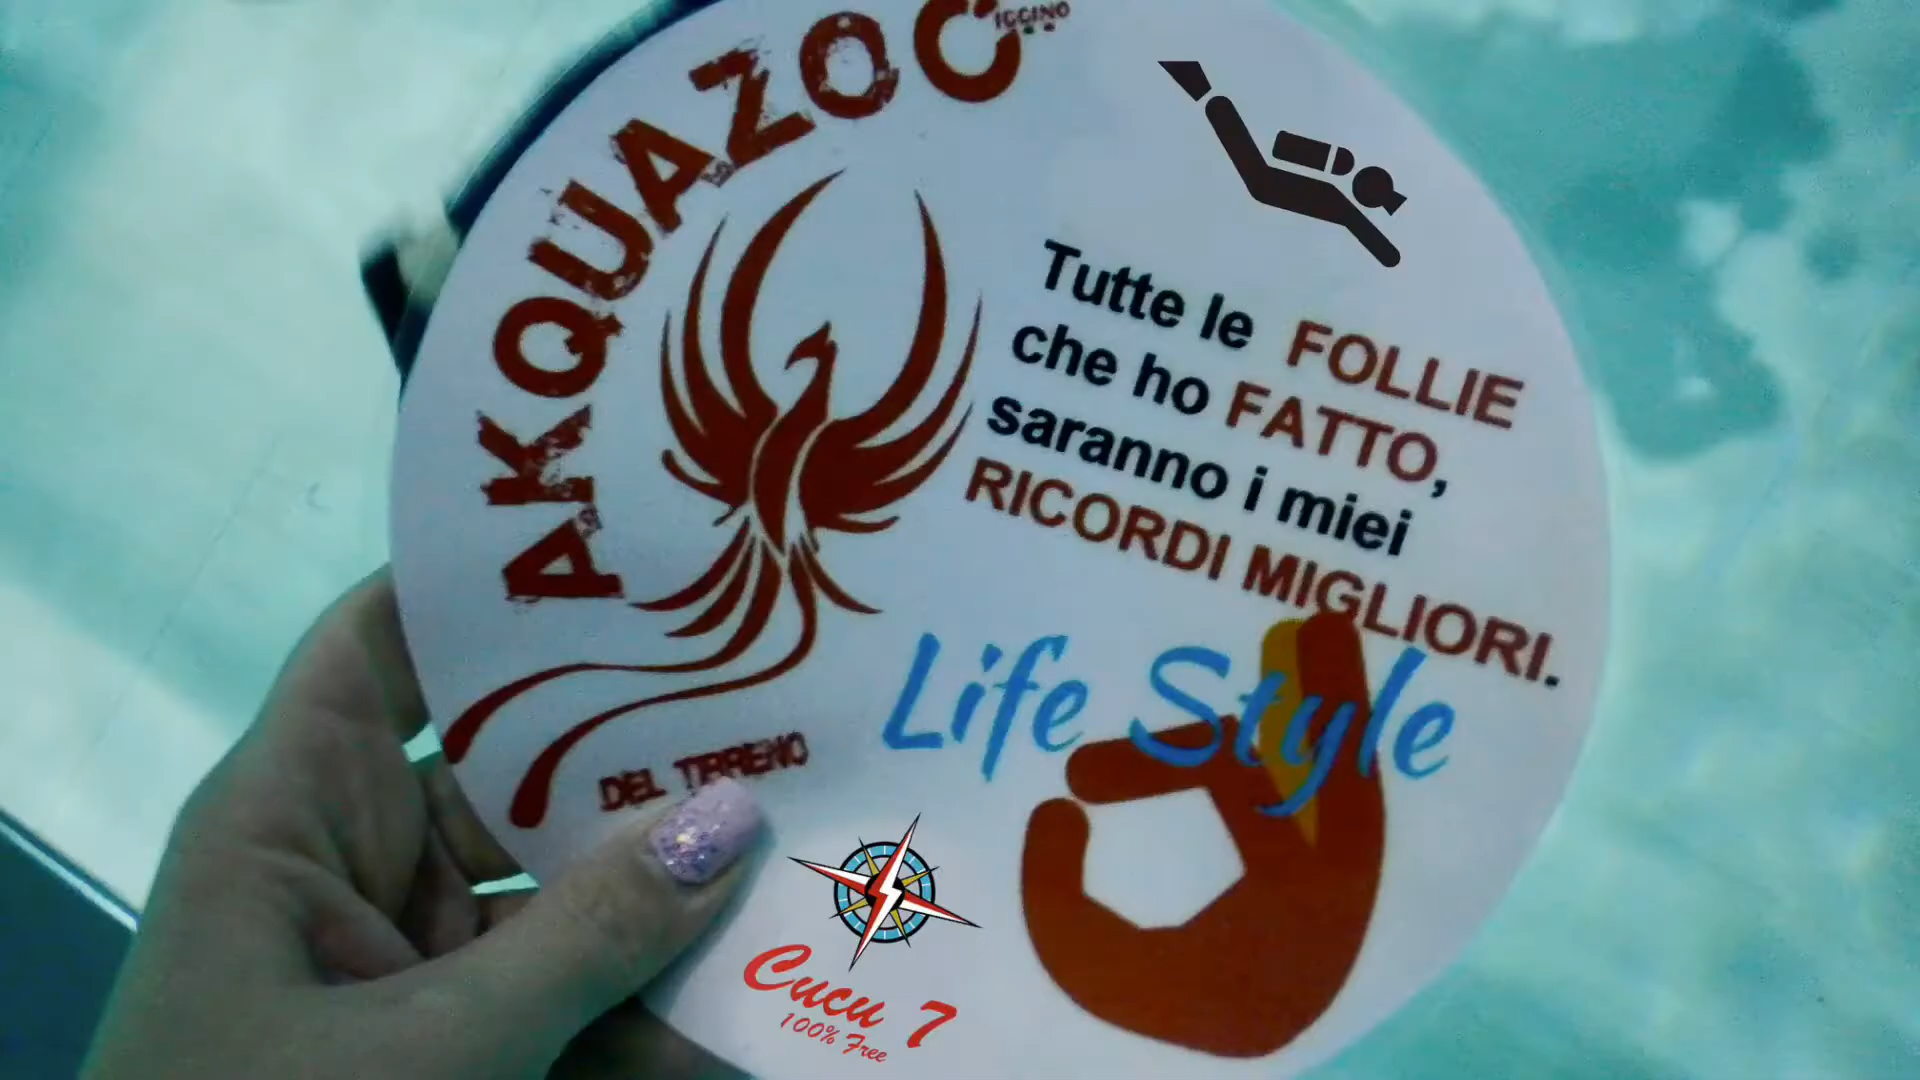 AKQUAZOO
Tutte le FOLLIE
che ho FATTO,
saranno i miei
RICORDI MIGLIORI.
Life Style
DEL TIRRENO
Cucu 7
100% Free